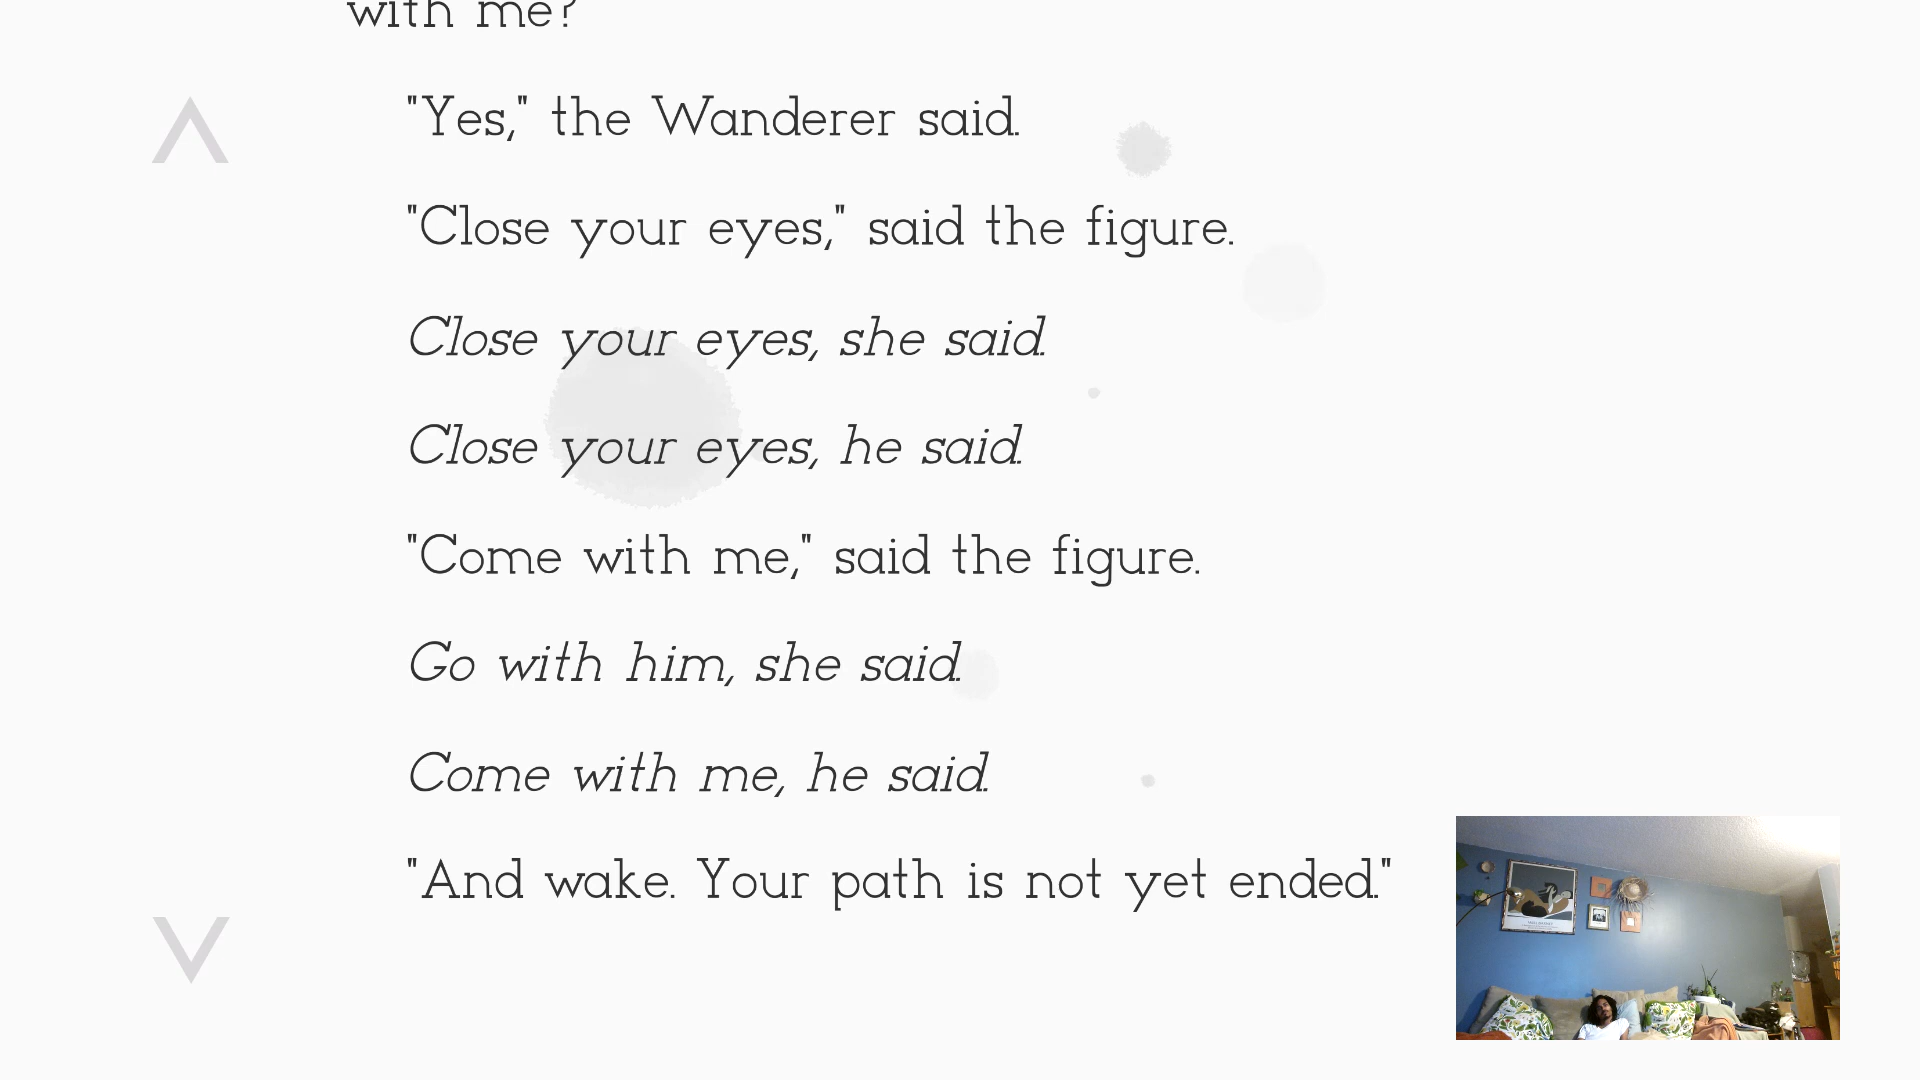 with me?
"Yes," the Wanderer said.
"Close your eyes," said the figure.
Close your eyes, she said.
Close your eyes, he said.
"Come with me," said the figure.
Go with him, she said.
Come with me, he said.
"And wake. Your path is not yet ended."